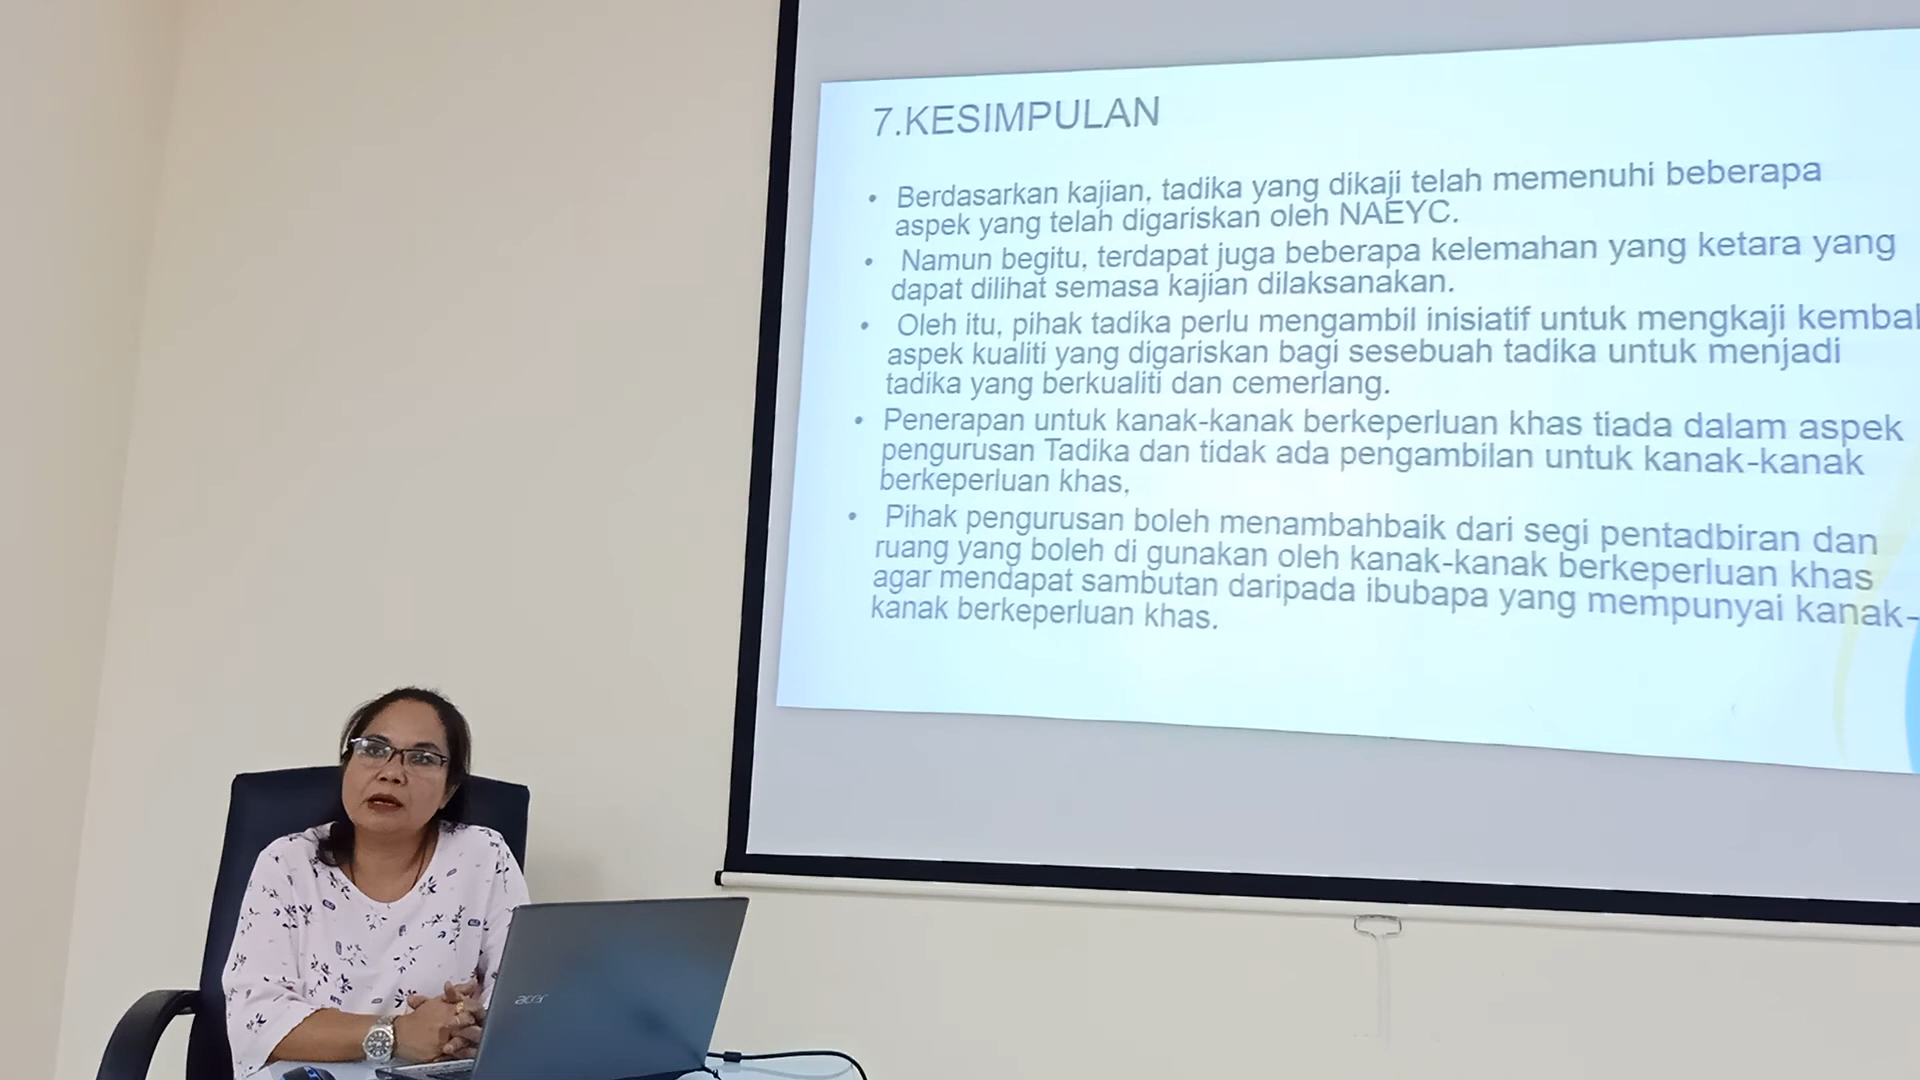 7.KESIMPULAN
• Berdasarkan kajian, tadika yang dikaji telah memenuhi beberapa
aspek yang telah digariskan oleh NAEYC.
• Namun begitu, terdapat juga beberapa kelemahan yang ketara yang
dapat dilihat semasa kajian dilaksanakan.
• Oleh itu, pihak tadika perlu mengambil inisiatif untuk mengkaji kembal
aspek kualiti yang digariskan bagi sesebuah tadika untuk menjadi
tadika yang berkualiti dan cemerlang.
• Penerapan untuk kanak-kanak berkeperluan khas tiada dalam aspek
pengurusan Tadika dan tidak ada pengambilan untuk kanak-kanak
berkeperluan khas,
• Pihak pengurusan boleh menambahbaik dari segi pentadbiran dan
ruang yang boleh di gunakan oleh kanak-kanak berkeperluan khas
agar mendapat sambutan daripada ibubapa yang mempunyai kanak-
kanak berkeperluan khas.
acer